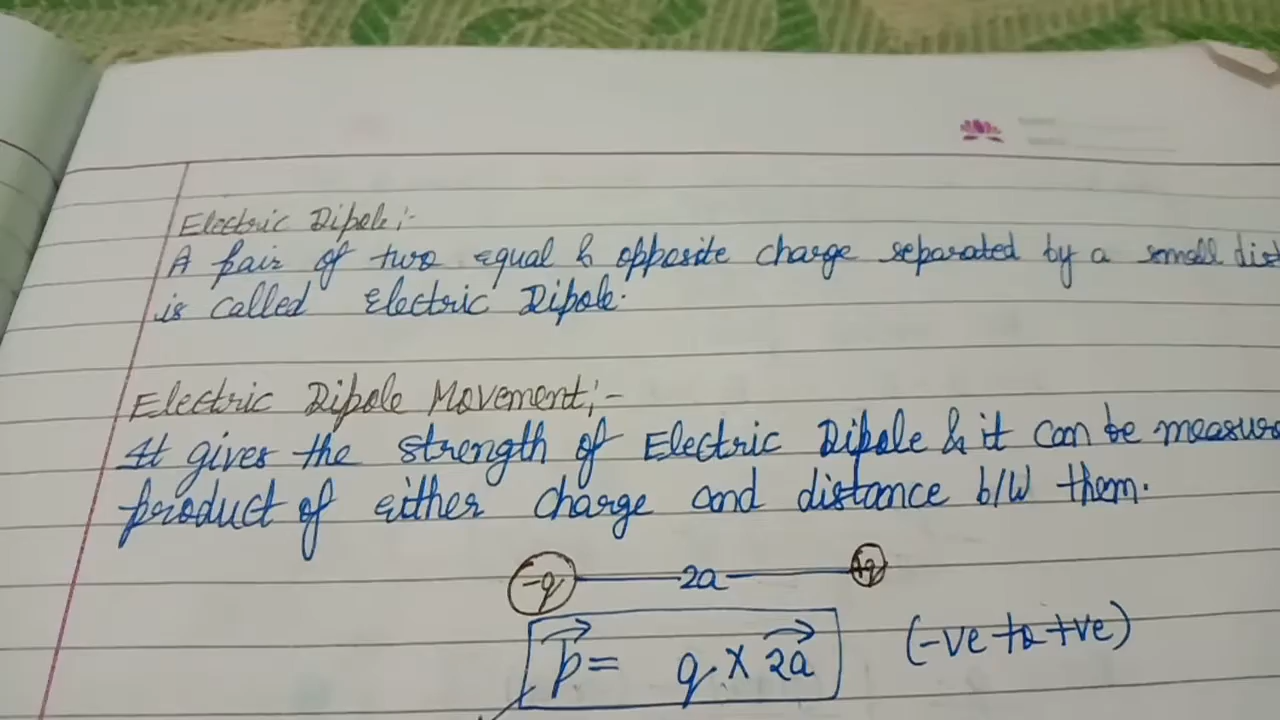 Electric Dipole:-
A pair of two equal & opposite charge separated by a small dist
is called Electric Dipole.
Electric Dipole Movement:-
It gives the strength of Electric Dipole & it can be measure
product of either charge and distance b/w them.
-q 2a +q
p⃗ = q × 2a⃗ (-ve to +ve)